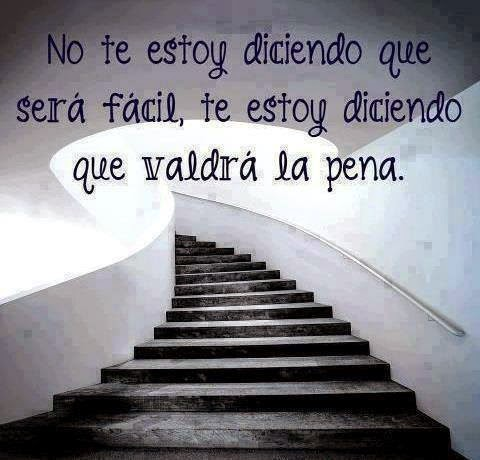 No te estoy diciendo que
será fácil, te estoy diciendo
que valdrá la pena.